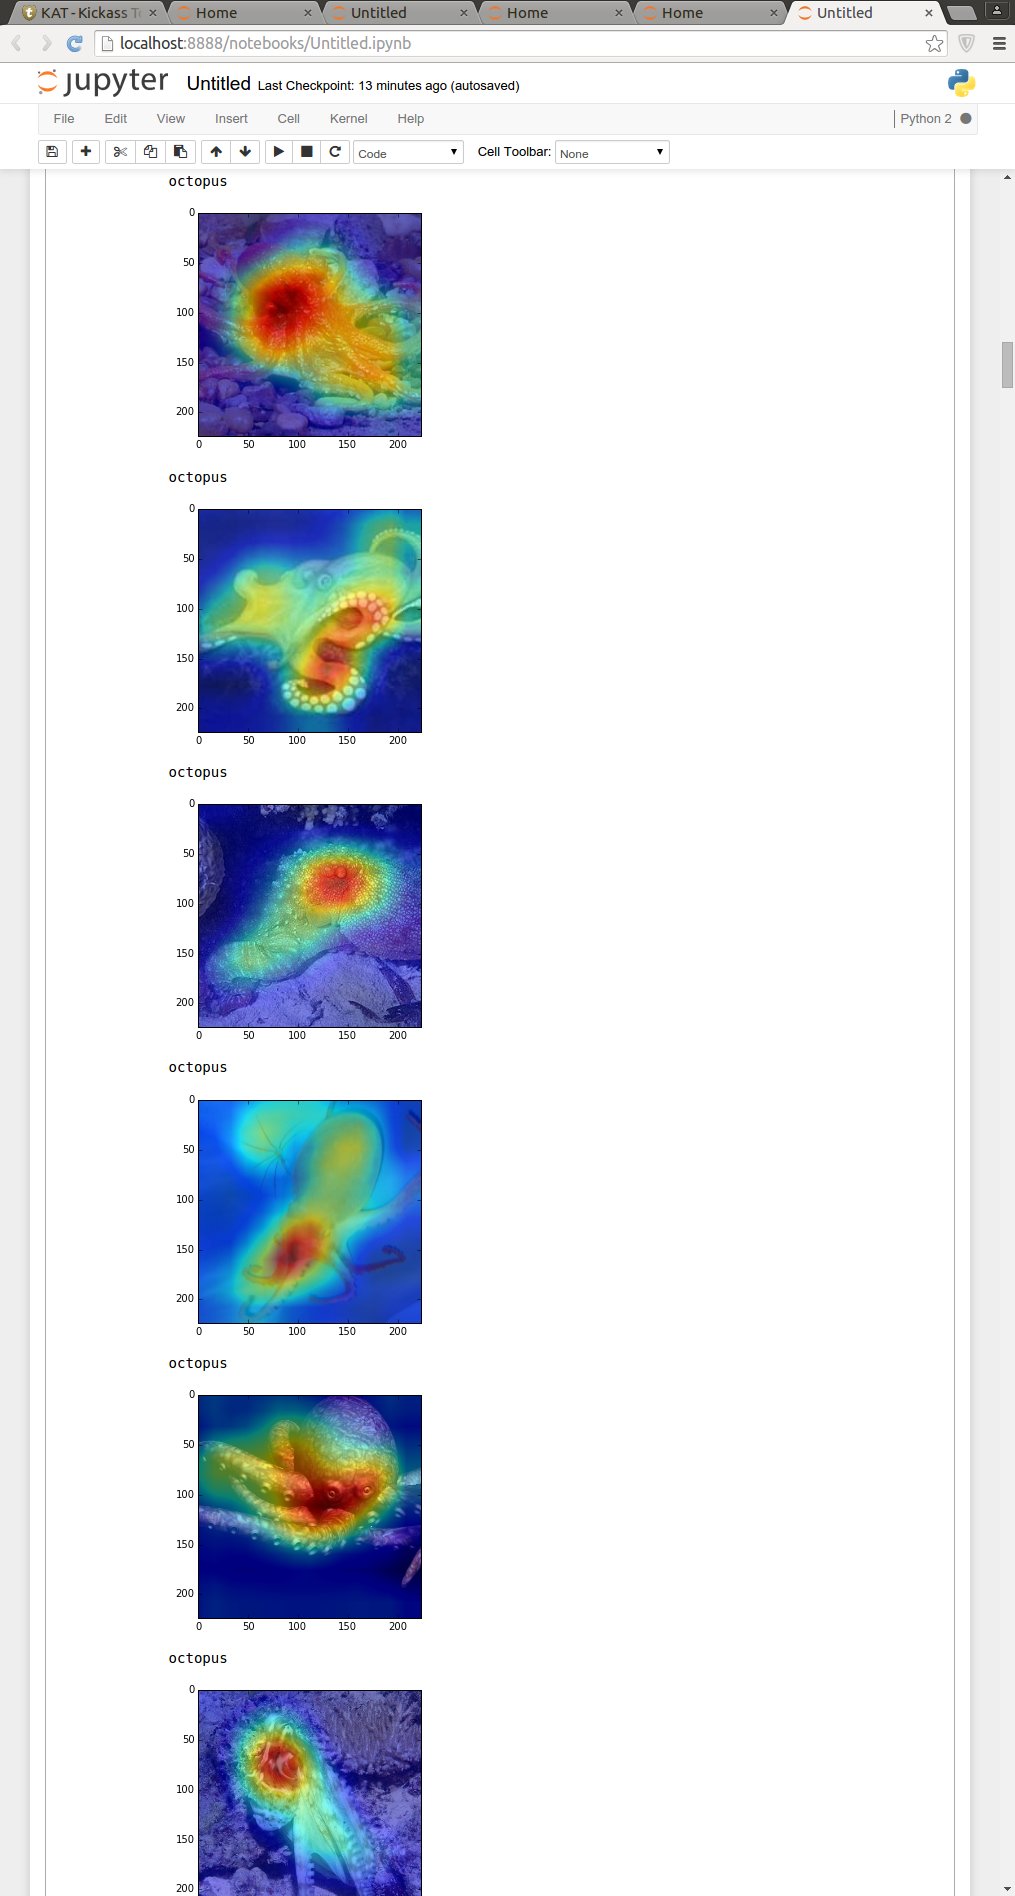 KAT - Kickass T
Home
Untitled
Home
Home
Untitled
localhost:8888/notebooks/Untitled.ipynb
jupyter Untitled Last Checkpoint: 13 minutes ago (autosaved)
File Edit View Insert Cell Kernel Help Python 2
Code Cell Toolbar: None
octopus
0
50
100
150
200
0 50 100 150 200
octopus
0
50
100
150
200
0 50 100 150 200
octopus
0
50
100
150
200
0 50 100 150 200
octopus
0
50
100
150
200
0 50 100 150 200
octopus
0
50
100
150
200
0 50 100 150 200
octopus
0
50
100
150
200